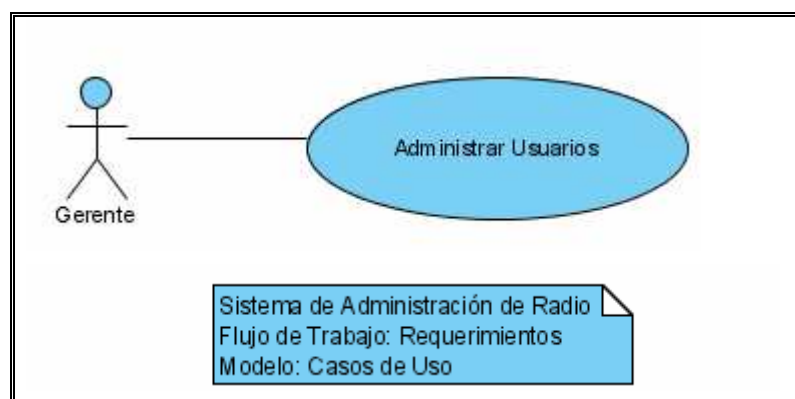 Administrar Usuarios
Gerente
Sistema de Administración de Radio
Flujo de Trabajo: Requerimientos
Modelo: Casos de Uso